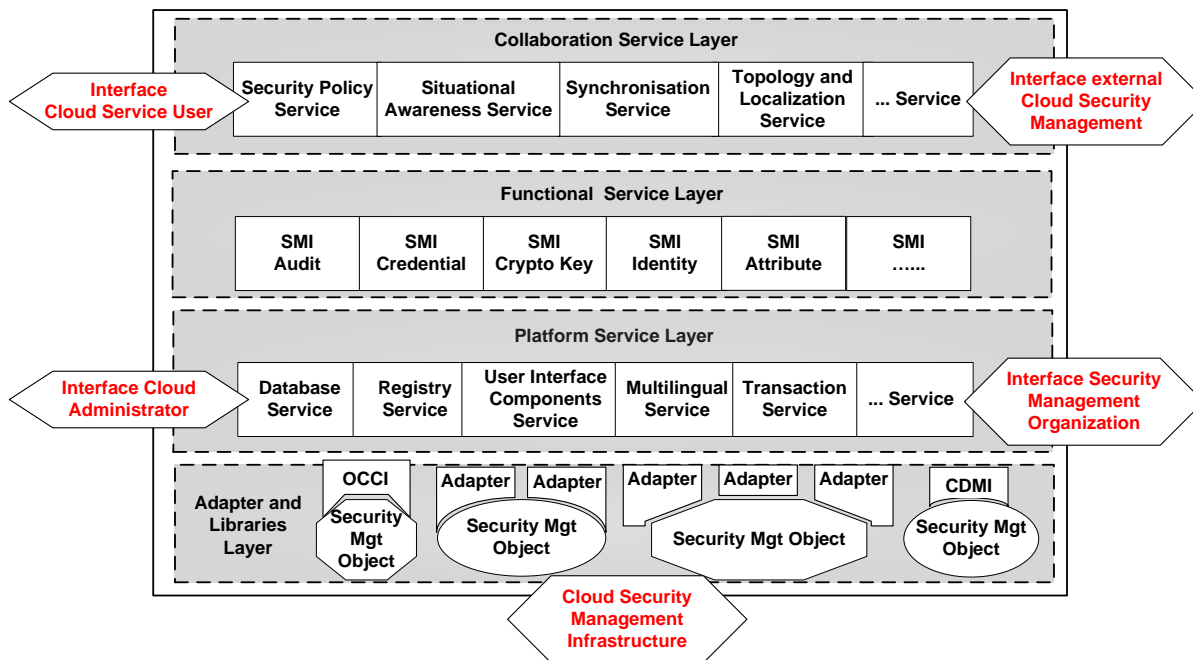 Collaboration Service Layer
Interface
Cloud Service User
Security Policy
Service
Situational
Awareness Service
Synchronisation
Service
Topology and
Localization
Service
... Service
Interface external
Cloud Security
Management
Functional Service Layer
SMI
Audit
SMI
Credential
SMI
Crypto Key
SMI
Identity
SMI
Attribute
SMI
…...
Platform Service Layer
Interface Cloud
Administrator
Database
Service
Registry
Service
User Interface
Components
Service
Multilingual
Service
Transaction
Service
... Service
Interface Security
Management
Organization
Adapter and
Libraries
Layer
OCCI
Security
Mgt
Object
Adapter
Adapter
Security Mgt
Object
Adapter
Adapter
Adapter
Security Mgt Object
CDMI
Security Mgt
Object
Cloud Security
Management
Infrastructure